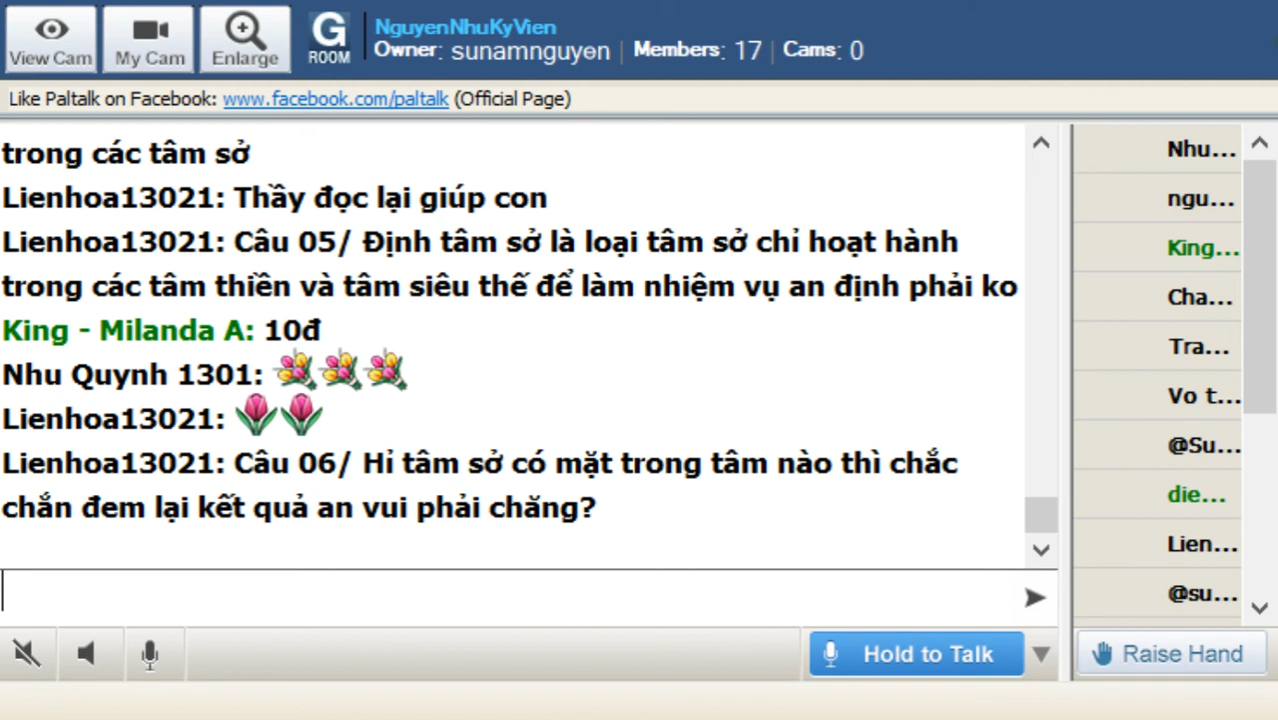 View Cam
My Cam
Enlarge
G
ROOM
NguyenNhuKyVien
Owner: sunamnguyen | Members: 17 | Cams: 0
Like Paltalk on Facebook: www.facebook.com/paltalk (Official Page)
trong các tâm sở
Lienhoa13021: Thầy đọc lại giúp con
Lienhoa13021: Câu 05/ Định tâm sở là loại tâm sở chỉ hoạt hành
trong các tâm thiền và tâm siêu thế để làm nhiệm vụ an định phải ko
King - Milanda A: 10đ
Nhu Quynh 1301:
Lienhoa13021:
Lienhoa13021: Câu 06/ Hỉ tâm sở có mặt trong tâm nào thì chắc
chắn đem lại kết quả an vui phải chăng?
Nhu...
ngu...
King...
Cha...
Tra...
Vo t...
@Su...
die...
Lien...
@su...
Hold to Talk
Raise Hand